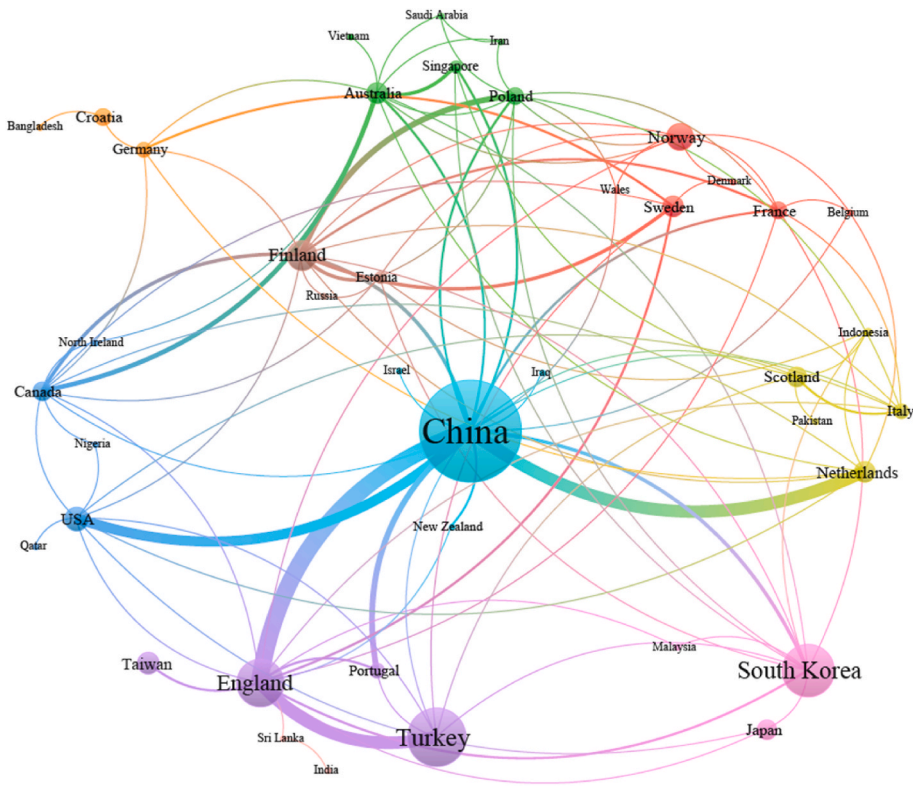 Saudi Arabia
Vietnam
Iran
Singapore
Australia
Poland
Croatia
Bangladesh
Germany
Norway
Wales
Denmark
Sweden
France
Belgium
Finland
Estonia
Russia
North Ireland
Indonesia
Israel
Iraq
Scotland
Canada
Italy
Pakistan
China
Nigeria
Netherlands
USA
New Zealand
Qatar
Malaysia
Taiwan
Portugal
South Korea
England
Japan
Sri Lanka
Turkey
India